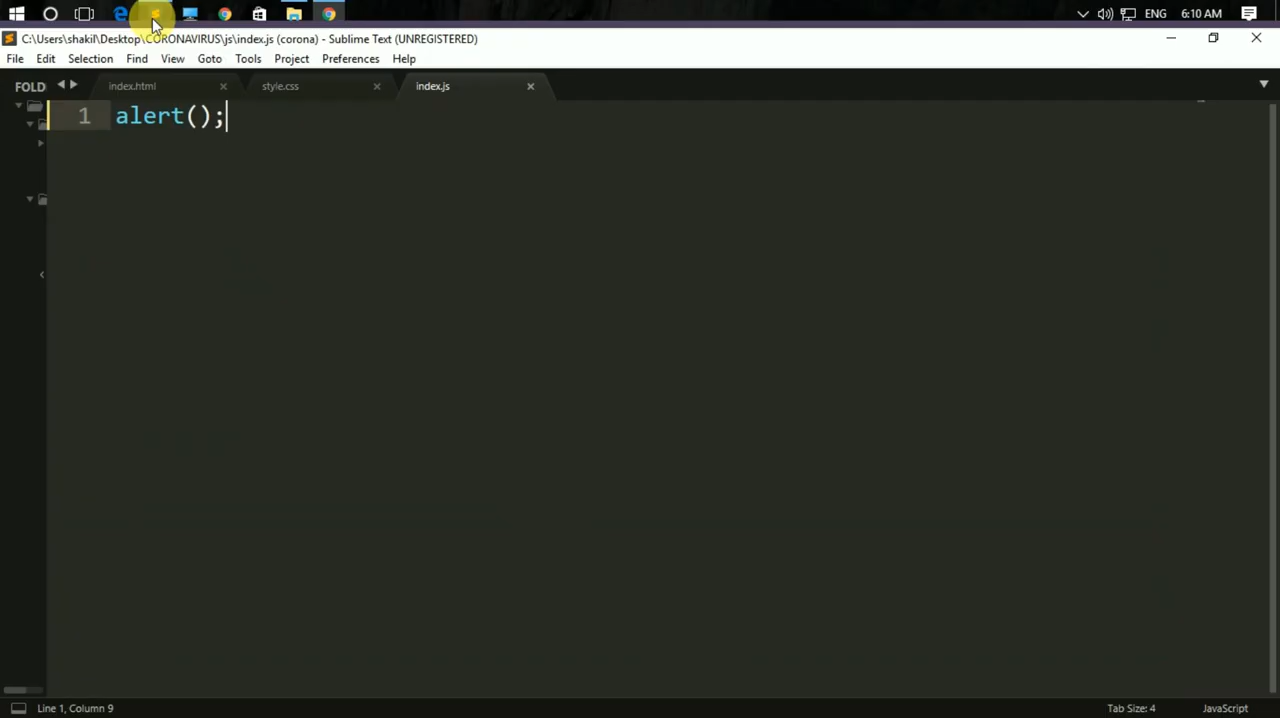 ENG 6:10 AM
C:\Users\shakil\Desktop\CORONAVIRUS\js\index.js (corona) - Sublime Text (UNREGISTERED)
File Edit Selection Find View Goto Tools Project Preferences Help
FOLD index.html style.css index.js
1 alert();
Line 1, Column 9 Tab Size: 4 JavaScript